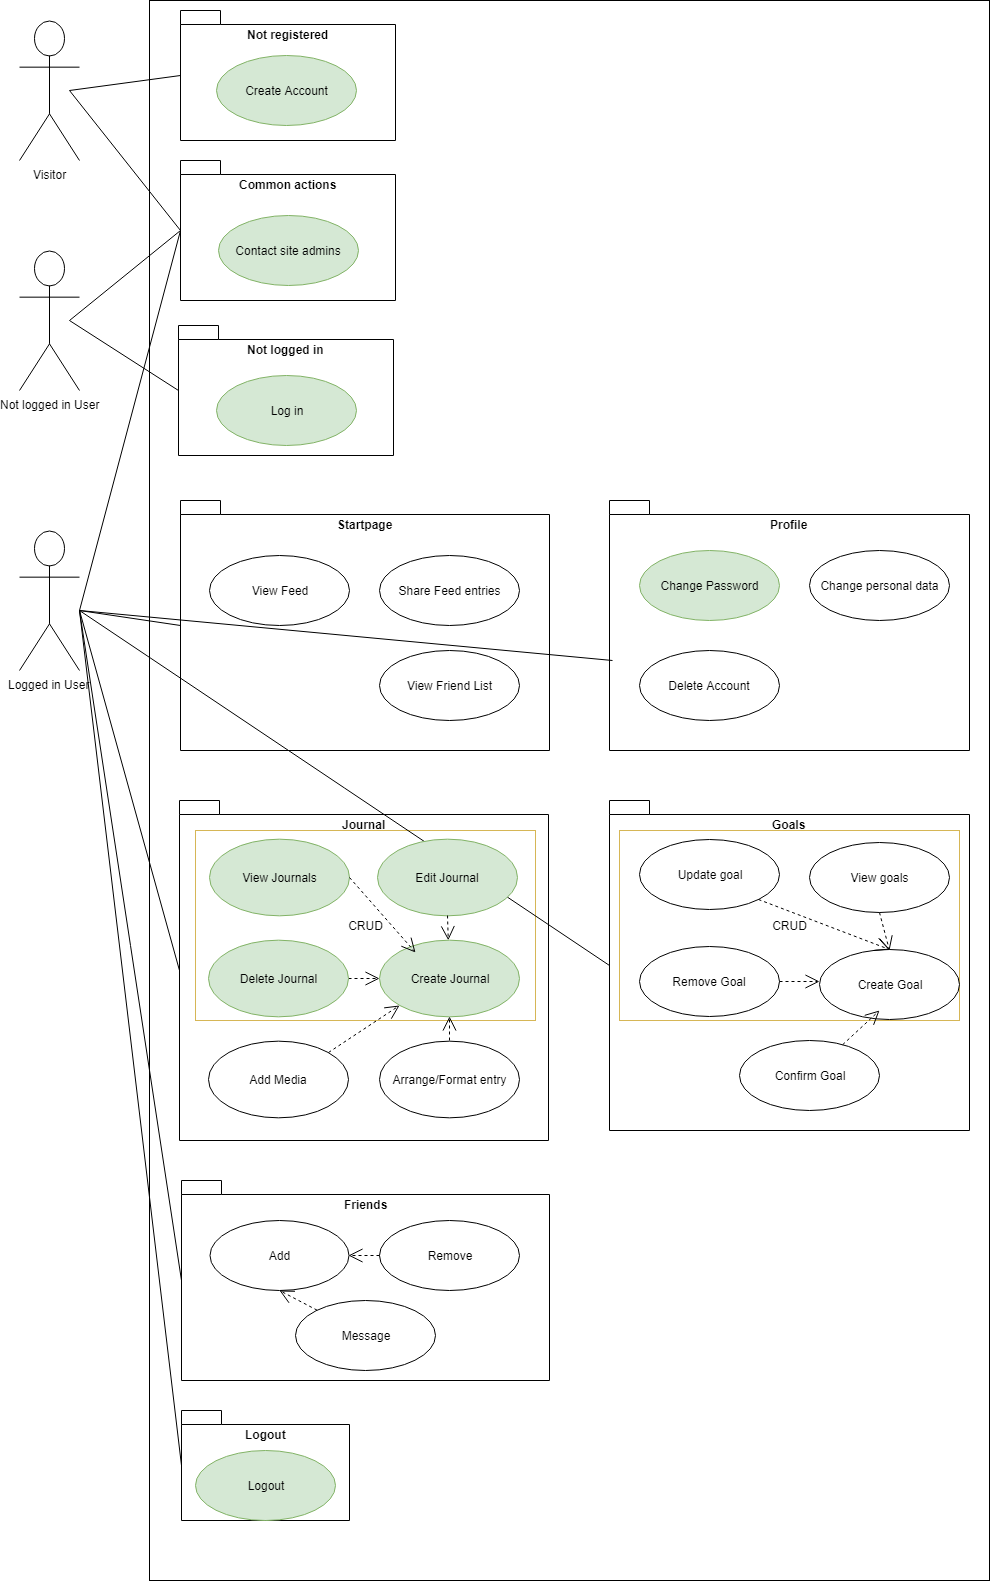 Not registered
Create Account
Visitor
Common actions
Contact site admins
Not logged in User
Not logged in
Log in
Logged in User
Startpage
View Feed
Share Feed entries
View Friend List
Profile
Change Password
Change personal data
Delete Account
Journal
View Journals
Edit Journal
CRUD
Delete Journal
Create Journal
Add Media
Arrange/Format entry
Goals
Update goal
View goals
CRUD
Remove Goal
Create Goal
Confirm Goal
Friends
Add
Remove
Message
Logout
Logout